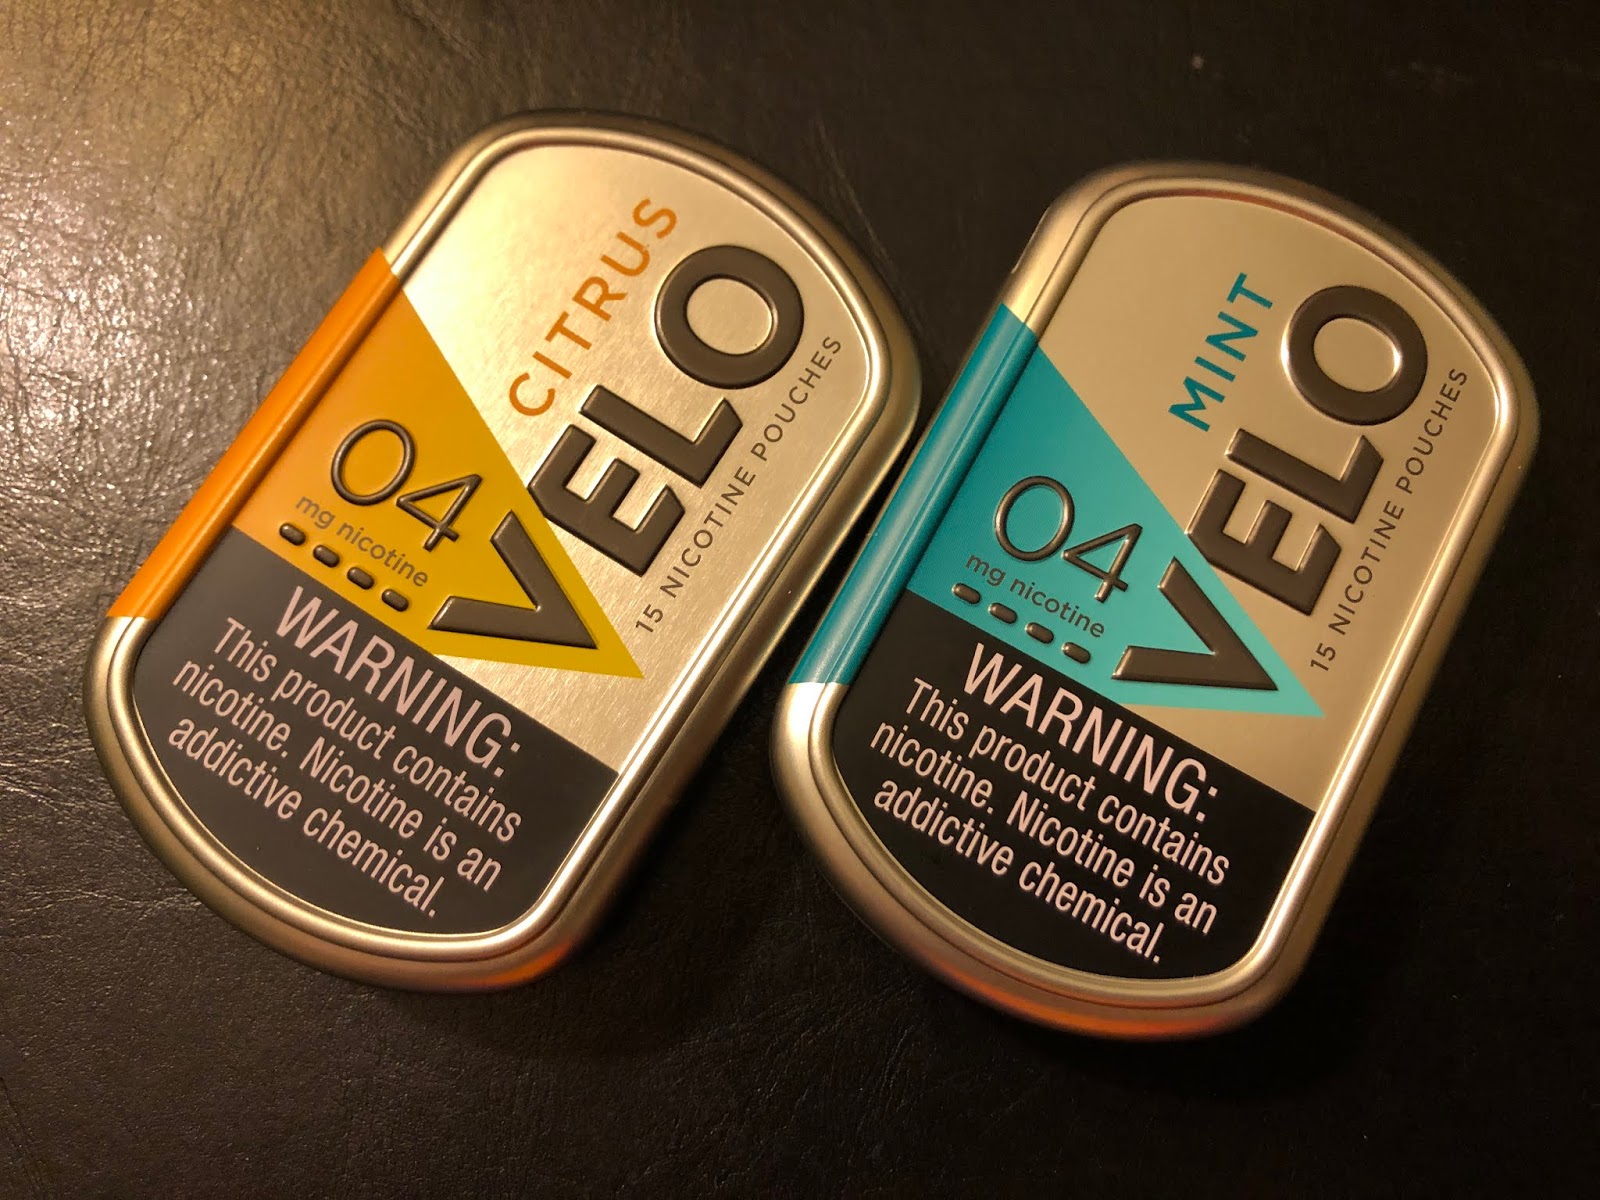 CITRUS
VELO
15 NICOTINE POUCHES
04
mg nicotine
WARNING:
This product contains
nicotine. Nicotine is an
addictive chemical.
MINT
VELO
15 NICOTINE POUCHES
04
mg nicotine
WARNING:
This product contains
nicotine. Nicotine is an
addictive chemical.